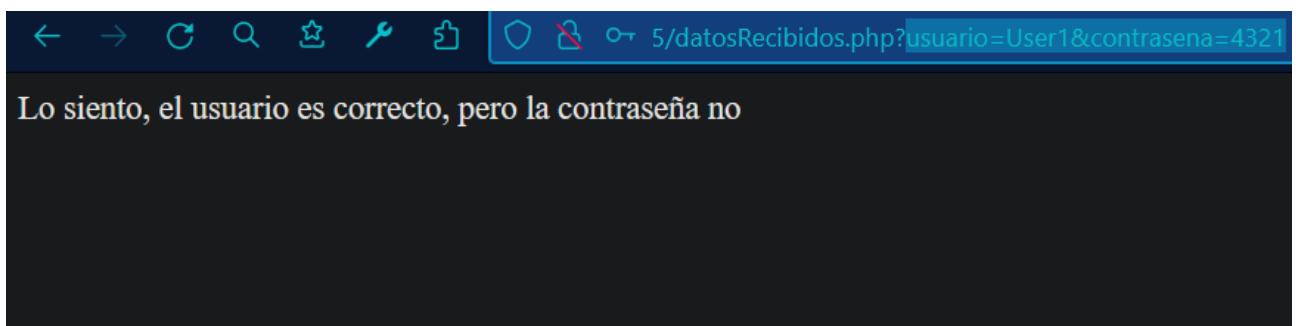 5/datosRecibidos.php?usuario=User1&contrasena=4321
Lo siento, el usuario es correcto, pero la contraseña no